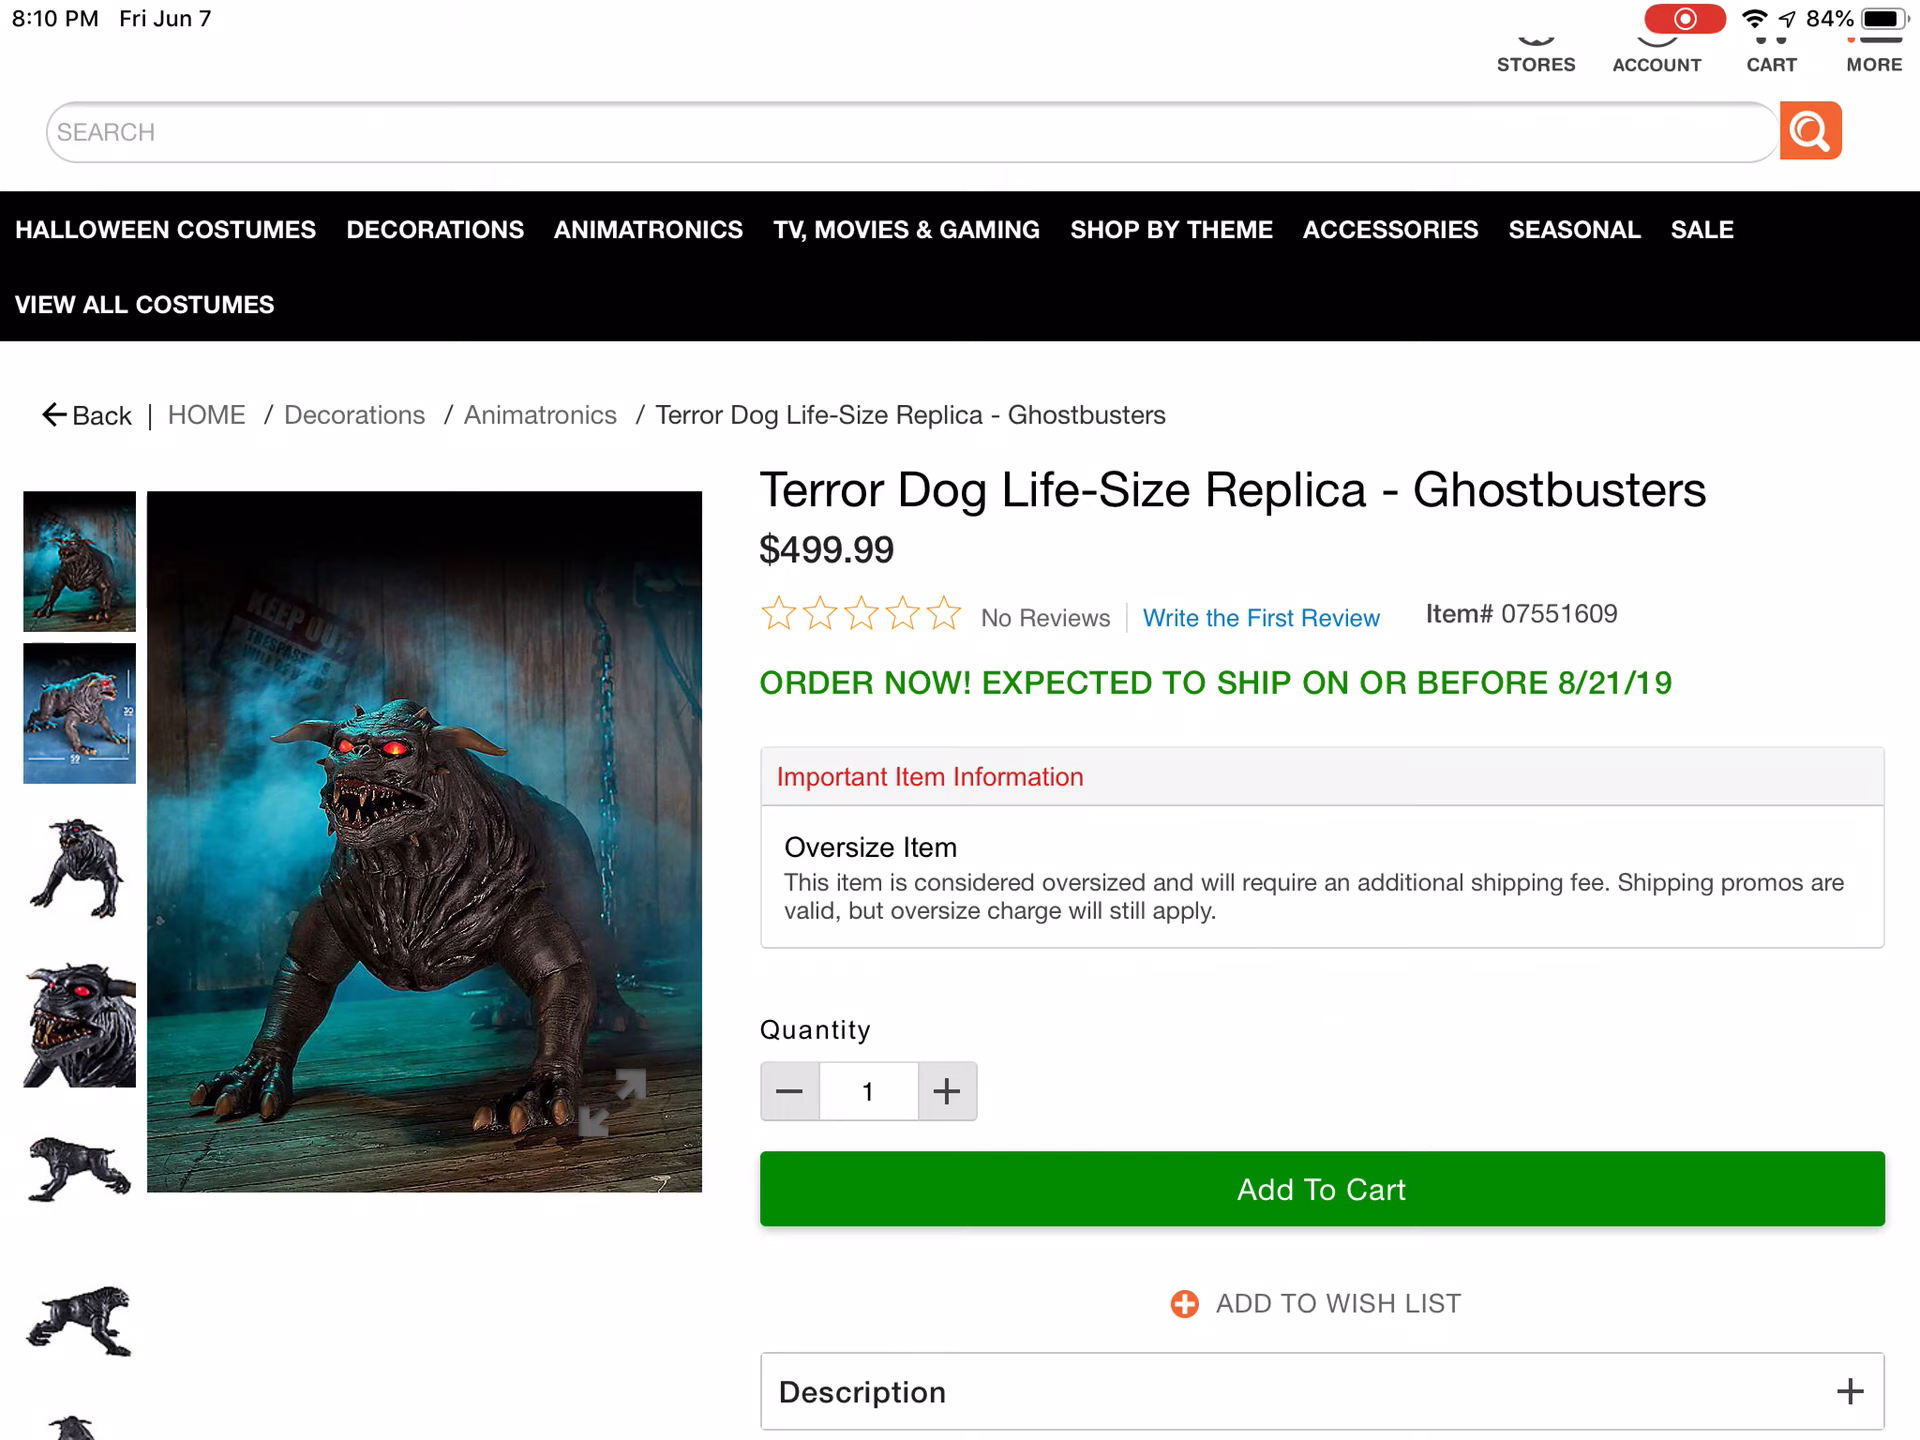 8:10 PM Fri Jun 7
84%
STORES ACCOUNT CART MORE
SEARCH
HALLOWEEN COSTUMES DECORATIONS ANIMATRONICS TV, MOVIES & GAMING SHOP BY THEME ACCESSORIES SEASONAL SALE
VIEW ALL COSTUMES
Back | HOME / Decorations / Animatronics / Terror Dog Life-Size Replica - Ghostbusters
KEEP OUT
Terror Dog Life-Size Replica - Ghostbusters
$499.99
No Reviews Write the First Review Item# 07551609
ORDER NOW! EXPECTED TO SHIP ON OR BEFORE 8/21/19
Important Item Information
Oversize Item
This item is considered oversized and will require an additional shipping fee. Shipping promos are
valid, but oversize charge will still apply.
Quantity
1
Add To Cart
ADD TO WISH LIST
Description